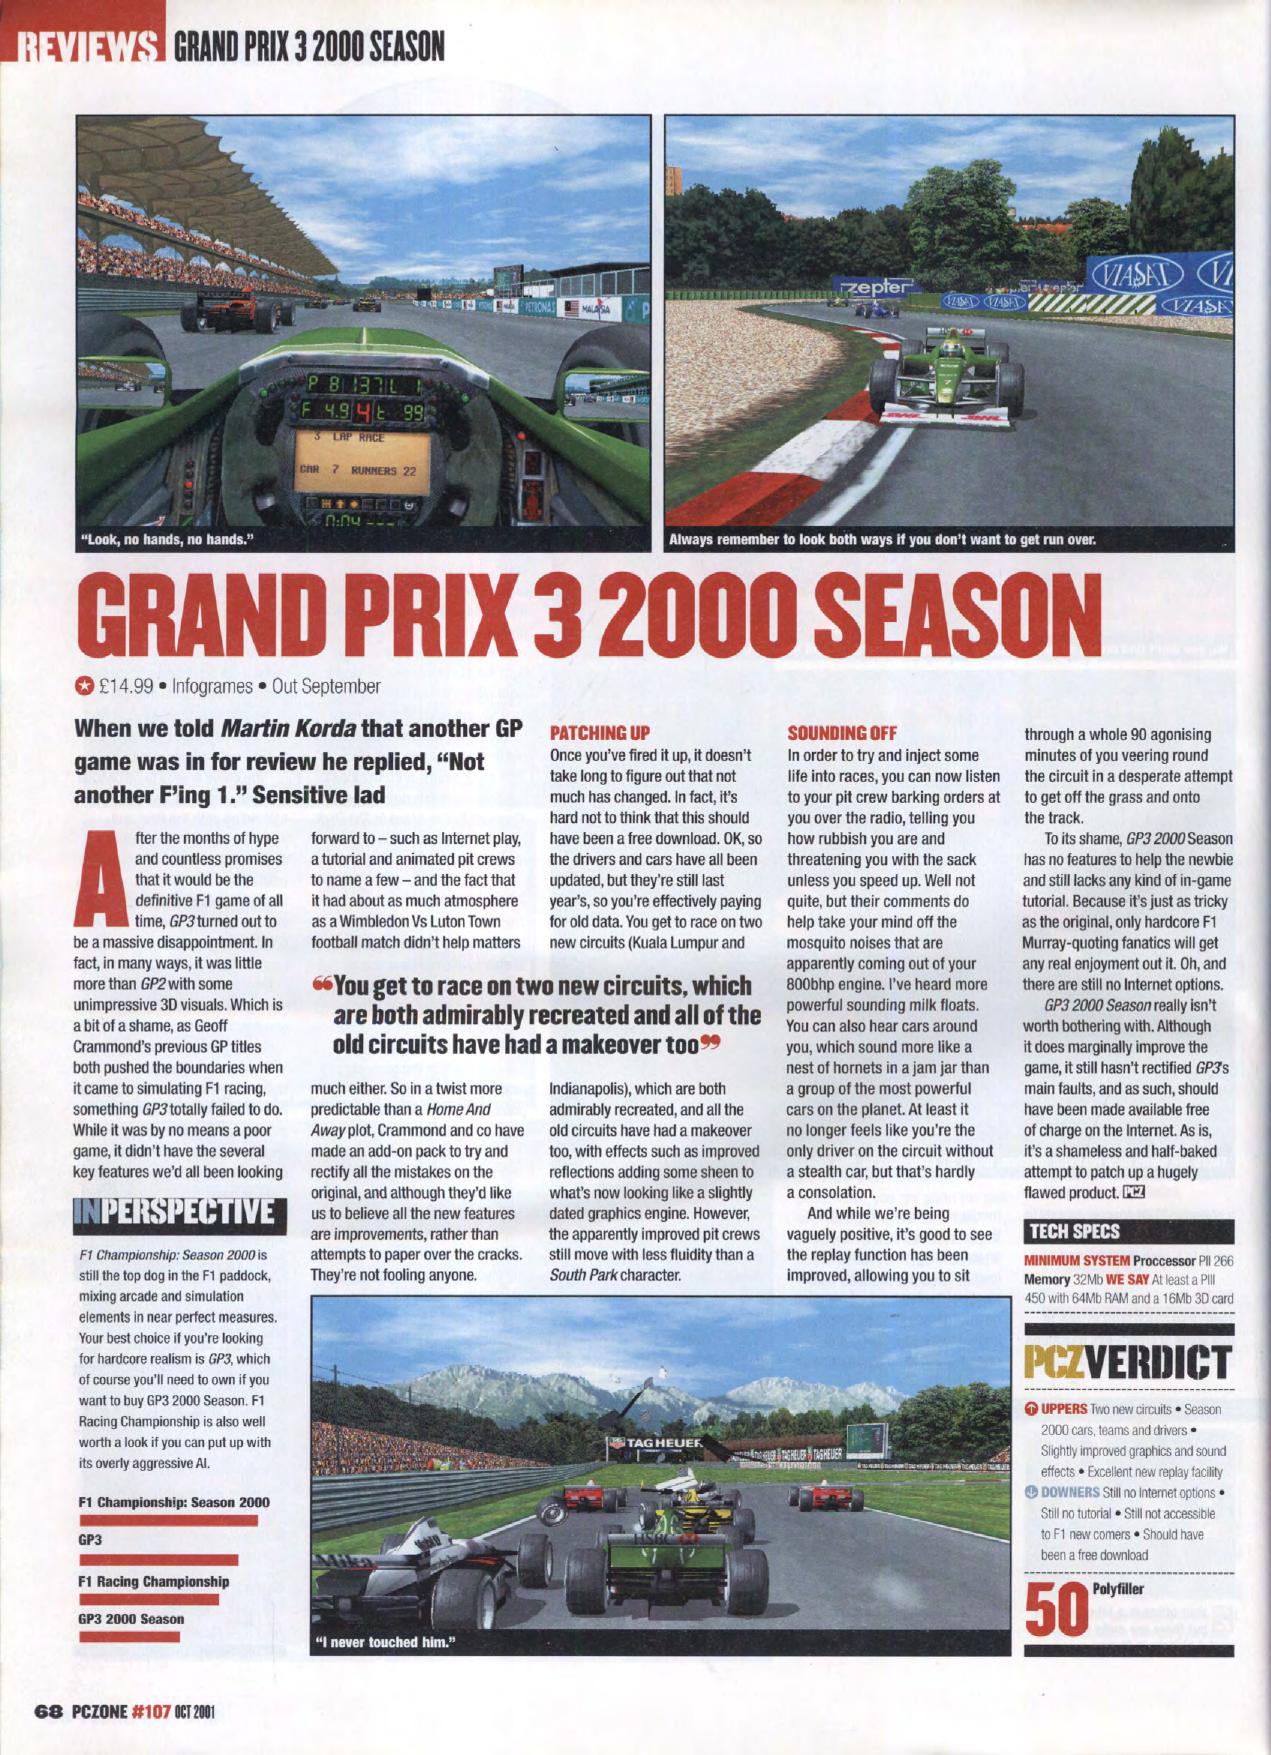 REVIEWS GRAND PRIX 3 2000 SEASON
P 8 137L 1
F 4.9 4 t 99
3 LAP RACE
CAR 7 RUNNERS 22
0:04 ---
PETRONAS
MALAYSIA
"Look, no hands, no hands."
zepter
VIASAT
VIASAT
VIASAT
VIASAT
DHL
Always remember to look both ways if you don't want to get run over.
GRAND PRIX 3 2000 SEASON
£14.99 • Infogrames • Out September
When we told Martin Korda that another GP
game was in for review he replied, "Not
another F'ing 1." Sensitive lad
After the months of hype
and countless promises
that it would be the
definitive F1 game of all
time, GP3 turned out to
be a massive disappointment. In
fact, in many ways, it was little
more than GP2 with some
unimpressive 3D visuals. Which is
a bit of a shame, as Geoff
Crammond's previous GP titles
both pushed the boundaries when
it came to simulating F1 racing,
something GP3 totally failed to do.
While it was by no means a poor
game, it didn't have the several
key features we'd all been looking
forward to – such as Internet play,
a tutorial and animated pit crews
to name a few – and the fact that
it had about as much atmosphere
as a Wimbledon Vs Luton Town
football match didn't help matters
much either. So in a twist more
predictable than a Home And
Away plot, Crammond and co have
made an add-on pack to try and
rectify all the mistakes on the
original, and although they'd like
us to believe all the new features
are improvements, rather than
attempts to paper over the cracks.
They're not fooling anyone.
PATCHING UP
Once you've fired it up, it doesn't
take long to figure out that not
much has changed. In fact, it's
hard not to think that this should
have been a free download. OK, so
the drivers and cars have all been
updated, but they're still last
year's, so you're effectively paying
for old data. You get to race on two
new circuits (Kuala Lumpur and
Indianapolis), which are both
admirably recreated, and all the
old circuits have had a makeover
too, with effects such as improved
reflections adding some sheen to
what's now looking like a slightly
dated graphics engine. However,
the apparently improved pit crews
still move with less fluidity than a
South Park character.
“You get to race on two new circuits, which
are both admirably recreated and all of the
old circuits have had a makeover too”
SOUNDING OFF
In order to try and inject some
life into races, you can now listen
to your pit crew barking orders at
you over the radio, telling you
how rubbish you are and
threatening you with the sack
unless you speed up. Well not
quite, but their comments do
help take your mind off the
mosquito noises that are
apparently coming out of your
800bhp engine. I've heard more
powerful sounding milk floats.
You can also hear cars around
you, which sound more like a
nest of hornets in a jam jar than
a group of the most powerful
cars on the planet. At least it
no longer feels like you're the
only driver on the circuit without
a stealth car, but that's hardly
a consolation.
And while we're being
vaguely positive, it's good to see
the replay function has been
improved, allowing you to sit
through a whole 90 agonising
minutes of you veering round
the circuit in a desperate attempt
to get off the grass and onto
the track.
To its shame, GP3 2000 Season
has no features to help the newbie
and still lacks any kind of in-game
tutorial. Because it's just as tricky
as the original, only hardcore F1
Murray-quoting fanatics will get
any real enjoyment out it. Oh, and
there are still no Internet options.
GP3 2000 Season really isn't
worth bothering with. Although
it does marginally improve the
game, it still hasn't rectified GP3's
main faults, and as such, should
have been made available free
of charge on the Internet. As is,
it's a shameless and half-baked
attempt to patch up a hugely
flawed product. PCZ
INPERSPECTIVE
F1 Championship: Season 2000 is
still the top dog in the F1 paddock,
mixing arcade and simulation
elements in near perfect measures.
Your best choice if you're looking
for hardcore realism is GP3, which
of course you'll need to own if you
want to buy GP3 2000 Season. F1
Racing Championship is also well
worth a look if you can put up with
its overly aggressive AI.
F1 Championship: Season 2000
GP3
F1 Racing Championship
GP3 2000 Season
TAG HEUER
TAG HEUER
TAG HEUER
HSBC
Mika
"I never touched him."
TECH SPECS
MINIMUM SYSTEM Proccessor PII 266
Memory 32Mb WE SAY At least a PIII
450 with 64Mb RAM and a 16Mb 3D card
PCZVERDICT
UPPERS Two new circuits • Season
2000 cars, teams and drivers •
Slightly improved graphics and sound
effects • Excellent new replay facility
DOWNERS Still no Internet options •
Still no tutorial • Still not accessible
to F1 new comers • Should have
been a free download
50 Polyfiller
68 PCZONE #107 OCT 2001